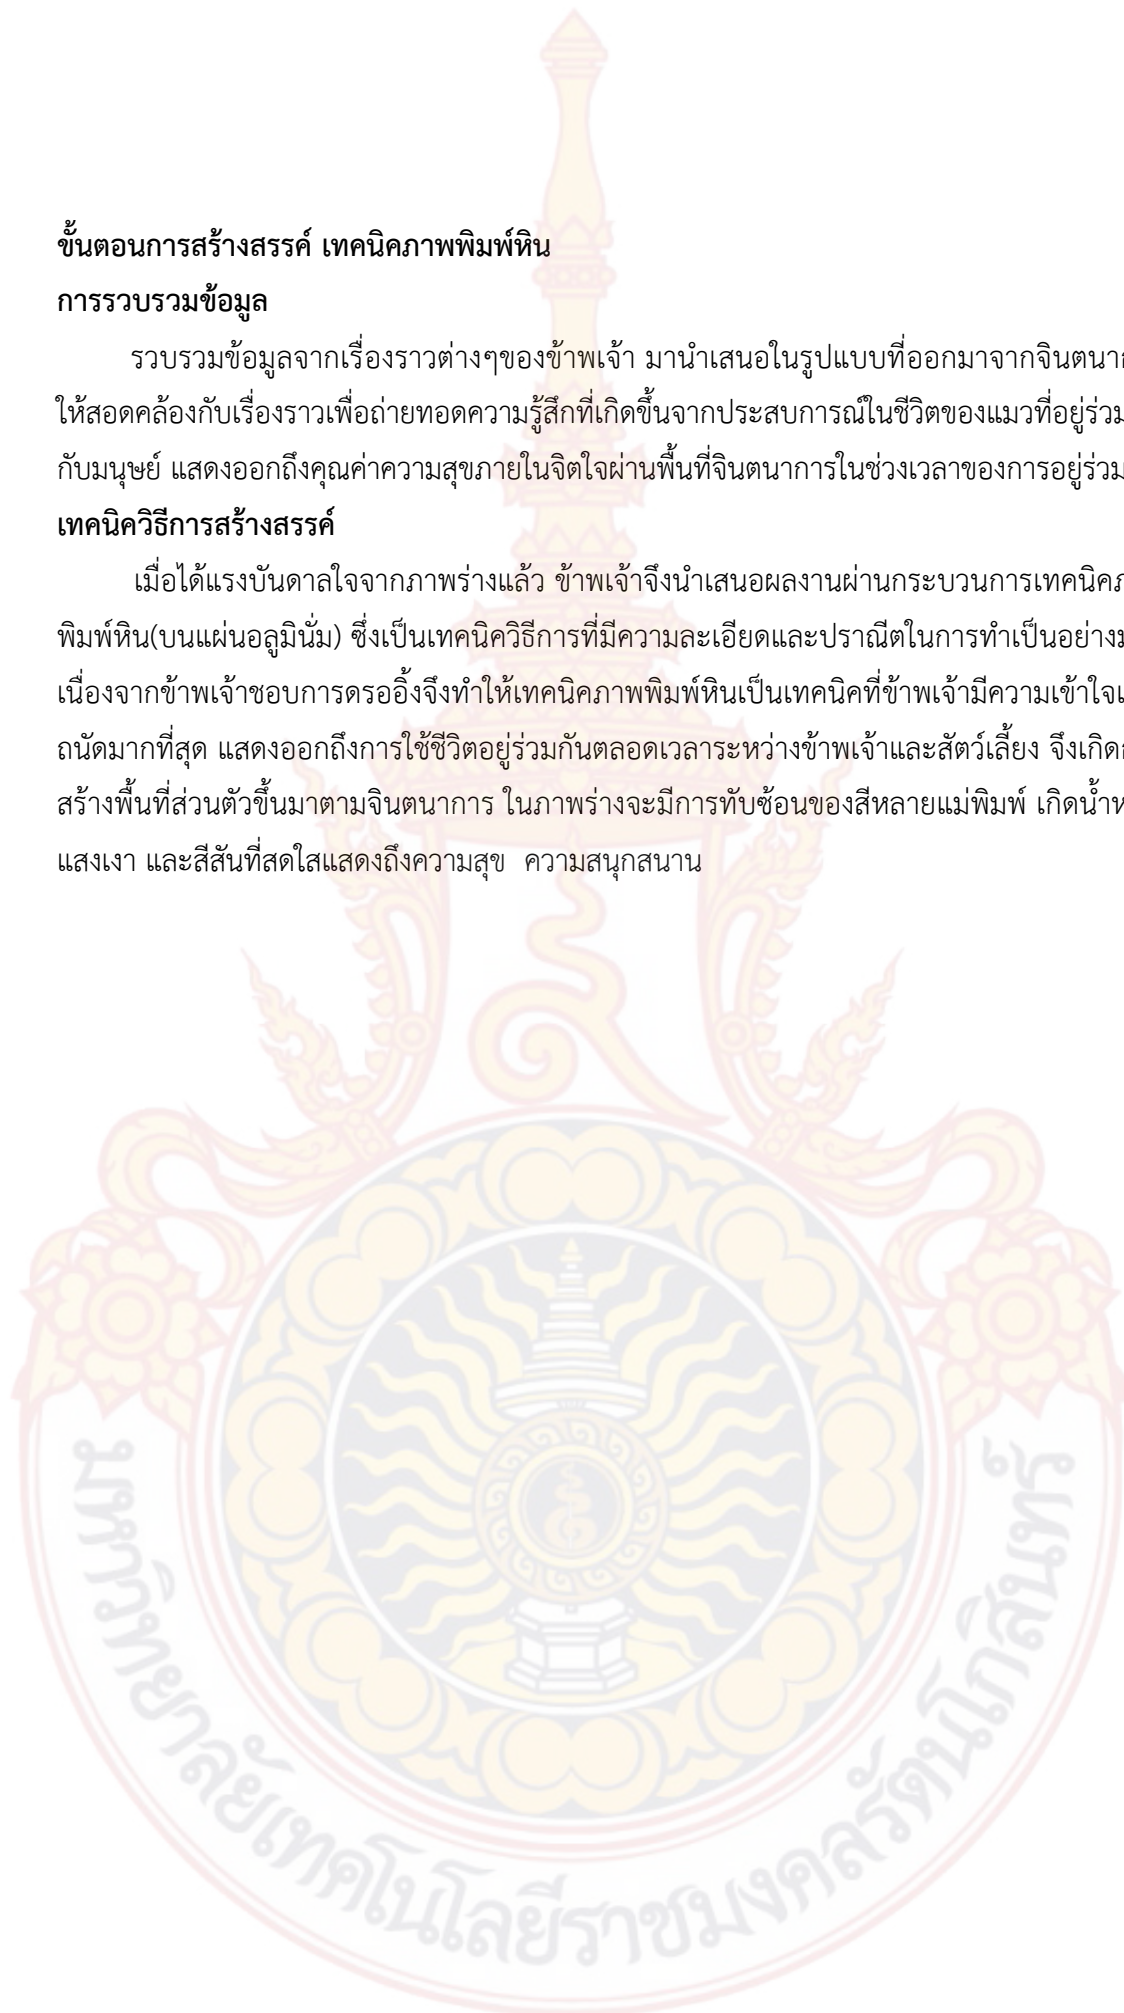 ขั้นตอนการสร้างสรรค์ เทคนิคภาพพิมพ์หิน
การรวบรวมข้อมูล
รวบรวมข้อมูลจากเรื่องราวต่างๆของข้าพเจ้า มานำเสนอในรูปแบบที่ออกมาจากจินตนา
ให้สอดคล้องกับเรื่องราวเพื่อถ่ายทอดความรู้สึกที่เกิดขึ้นจากประสบการณ์ในชีวิตของแมวที่อยู่ร่วม
กับมนุษย์ แสดงออกถึงคุณค่าความสุขภายในจิตใจผ่านพื้นที่จินตนาการในช่วงเวลาของการอยู่ร่วม
เทคนิควิธีการสร้างสรรค์
เมื่อได้แรงบันดาลใจจากภาพร่างแล้ว ข้าพเจ้าจึงนำเสนอผลงานผ่านกระบวนการเทคนิค
พิมพ์หิน(บนแผ่นอลูมินั่ม) ซึ่งเป็นเทคนิควิธีการที่มีความละเอียดและปราณีตในการทำเป็นอย่าง
เนื่องจากข้าพเจ้าชอบการดรออิ้งจึงทำให้เทคนิคภาพพิมพ์หินเป็นเทคนิคที่ข้าพเจ้ามีความเข้าใจ
ถนัดมากที่สุด แสดงออกถึงการใช้ชีวิตอยู่ร่วมกันตลอดเวลาระหว่างข้าพเจ้าและสัตว์เลี้ยง จึงเกิด
สร้างพื้นที่ส่วนตัวขึ้นมาตามจินตนาการ ในภาพร่างจะมีการทับซ้อนของสีหลายแม่พิมพ์ เกิด
แสงเงา และสีสันที่สดใสแสดงถึงความสุข ความสนุกสนาน
มหาวิทยาลัยเทคโนโลยีราชมงคลรัตนโกสินทร์